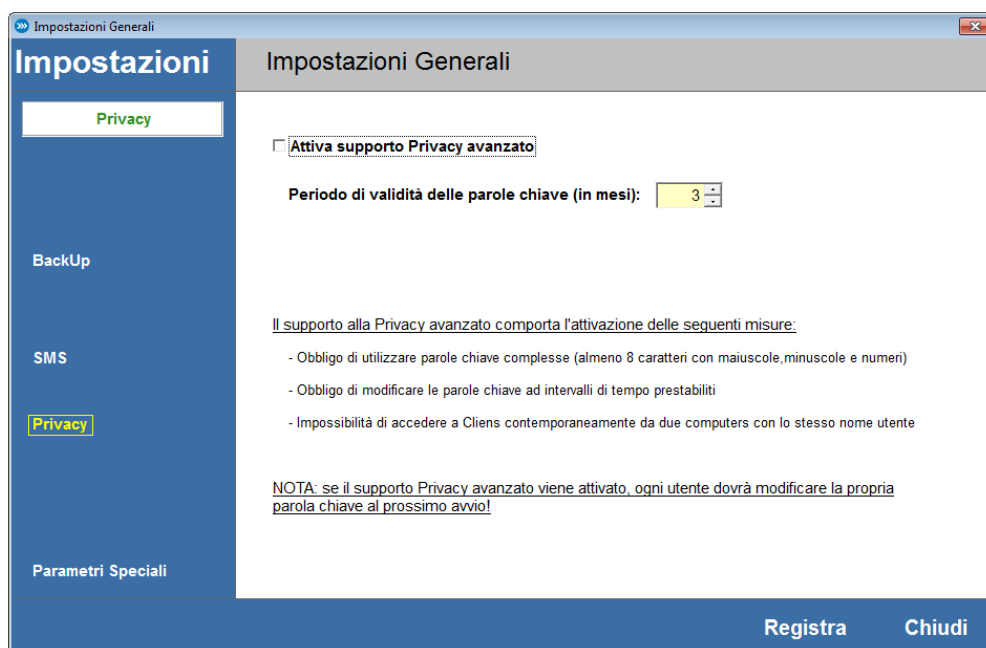 Impostazioni Generali
Impostazioni
Impostazioni Generali
Privacy
Attiva supporto Privacy avanzato
Periodo di validità delle parole chiave (in mesi): 3
BackUp
Il supporto alla Privacy avanzato comporta l'attivazione delle seguenti misure:
SMS
- Obbligo di utilizzare parole chiave complesse (almeno 8 caratteri con maiuscole,minuscole e numeri)
- Obbligo di modificare le parole chiave ad intervalli di tempo prestabiliti
Privacy
- Impossibilità di accedere a Cliens contemporaneamente da due computers con lo stesso nome utente
NOTA: se il supporto Privacy avanzato viene attivato, ogni utente dovrà modificare la propria
parola chiave al prossimo avvio!
Parametri Speciali
Registra
Chiudi